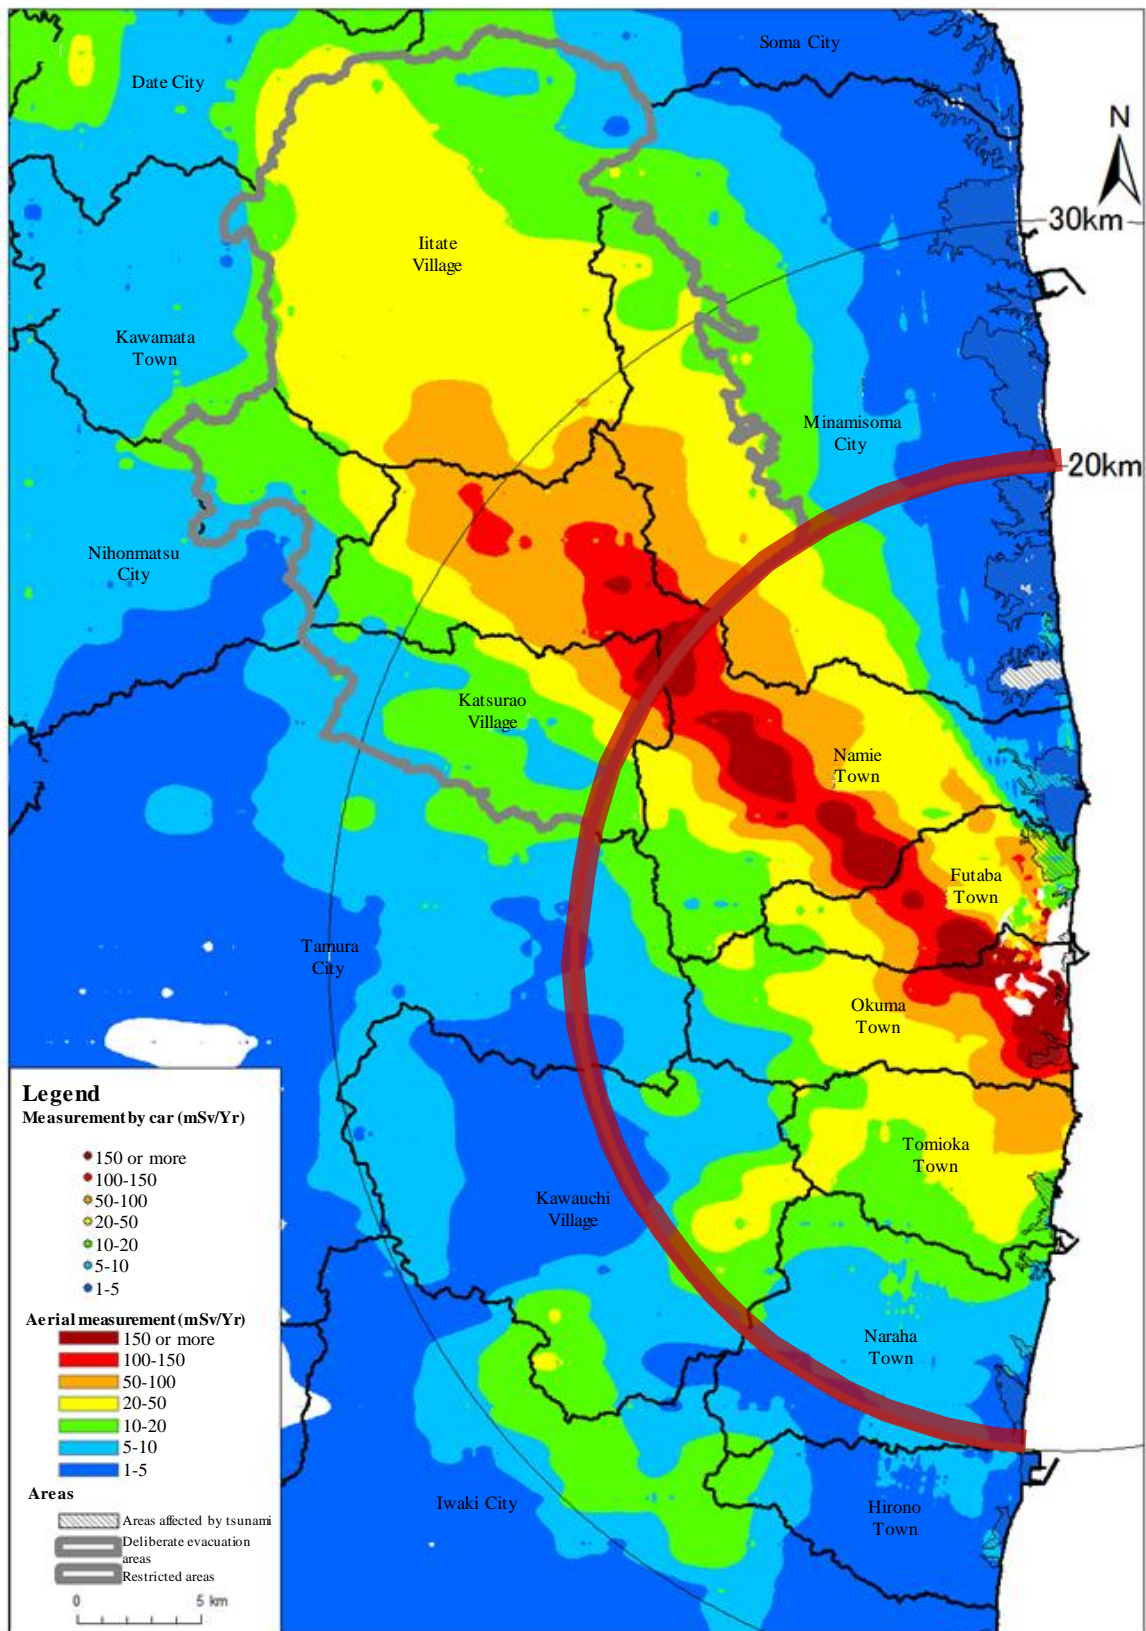 Soma City
Date City
N
30km
Iitate
Village
Kawamata
Town
Minamisoma
City
20km
Nihonmatsu
City
Katsurao
Village
Namie
Town
Futaba
Town
Tamura
City
Okuma
Town
Tomioka
Town
Kawauchi
Village
Naraha
Town
Iwaki City
Hirono
Town
Legend
Measurement by car (mSv/Yr)
150 or more
100-150
50-100
20-50
10-20
5-10
1-5
Aerial measurement (mSv/Yr)
150 or more
100-150
50-100
20-50
10-20
5-10
1-5
Areas
Areas affected by tsunami
Deliberate evacuation
areas
Restricted areas
0 5 km